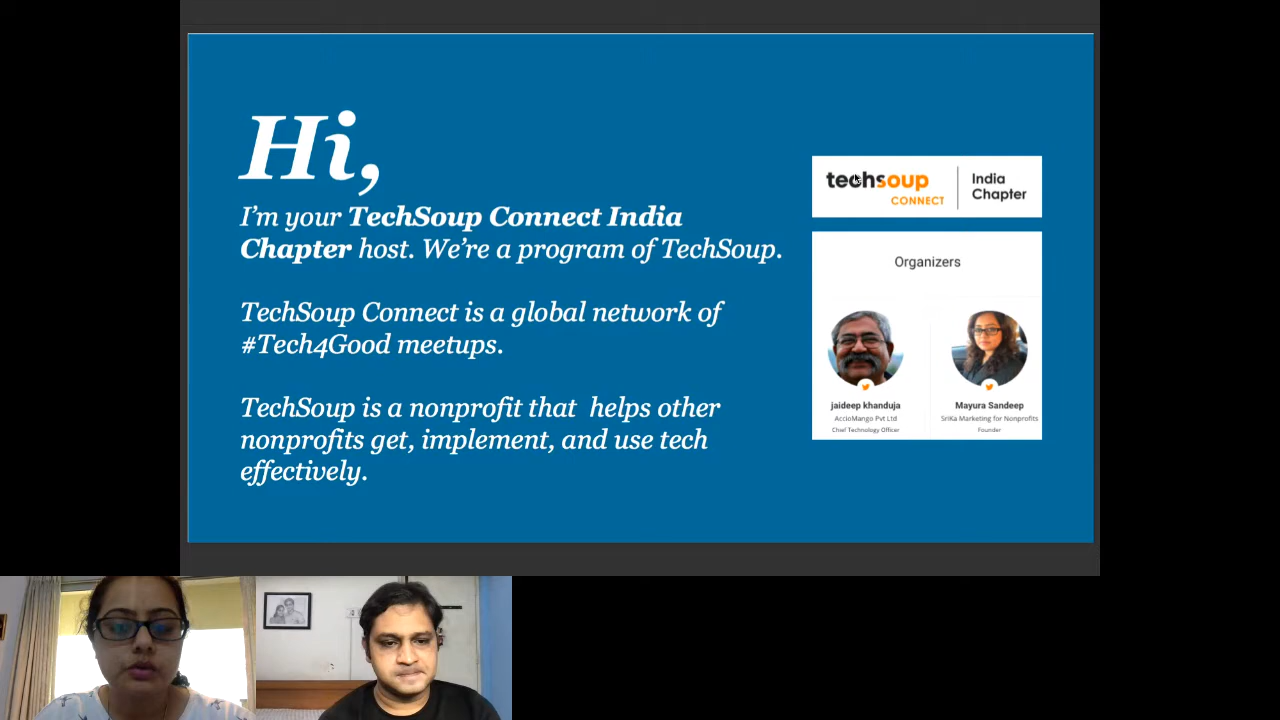 Hi,
I'm your TechSoup Connect India
Chapter host. We're a program of TechSoup.
TechSoup Connect is a global network of
#Tech4Good meetups.
TechSoup is a nonprofit that  helps other
nonprofits get, implement, and use tech
effectively.
techsoup
CONNECT
India
Chapter
Organizers
jaideep khanduja
AccioMango Pvt Ltd
Chief Technology Officer
Mayura Sandeep
SriKa Marketing for Nonprofits
Founder